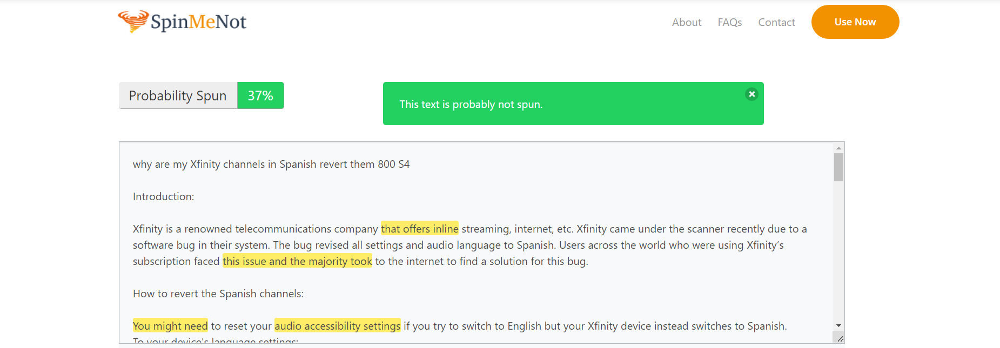 SpinMeNot
About FAQs Contact Use Now
Probability Spun 37%
This text is probably not spun.
why are my Xfinity channels in Spanish revert them 800 S4
Introduction:
Xfinity is a renowned telecommunications company that offers inline streaming, internet, etc. Xfinity came under the scanner recently due to a
software bug in their system. The bug revised all settings and audio language to Spanish. Users across the world who were using Xfinity’s
subscription faced this issue and the majority took to the internet to find a solution for this bug.
How to revert the Spanish channels:
You might need to reset your audio accessibility settings if you try to switch to English but your Xfinity device instead switches to Spanish.
To your device's language settings: